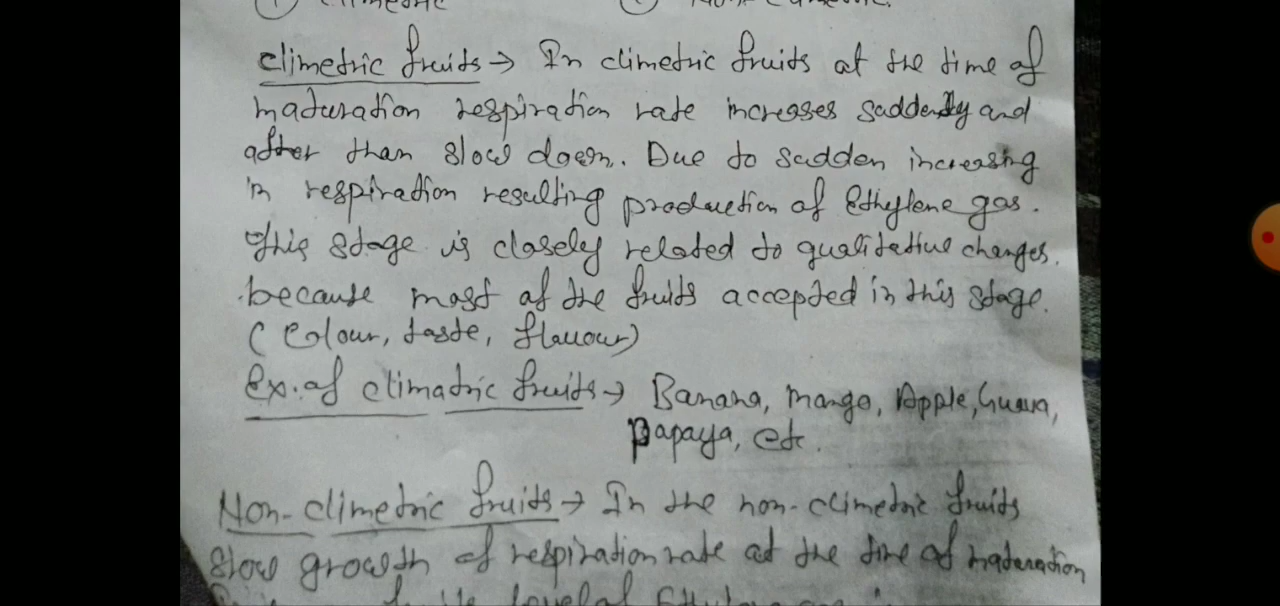 climetric fruits → In climetric fruits at the time of
maturation respiration rate increases suddenly and
after than slow down. Due to sudden increasing
in respiration resulting production of Ethylene gas.
This stage is closely related to qualitative changes.
because most of the fruits accepted in this stage.
(Colour, taste, flavour)
Ex. of climatric fruits → Banana, mango, Apple, Guava,
papaya, etc.
Non-climetric fruits → In the non-climetric fruits
slow growth of respiration rate at the time of maturation